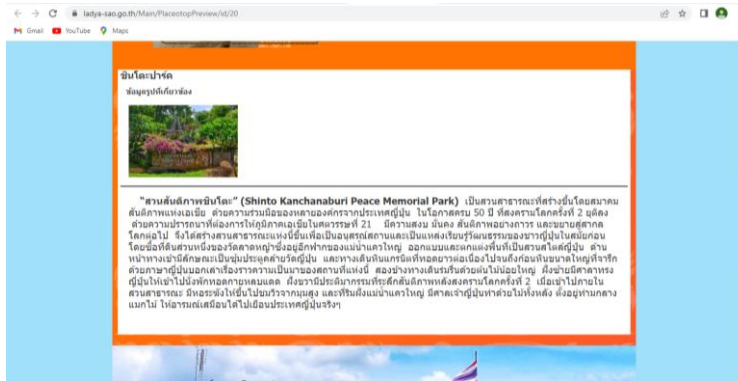 ladya-sao.go.th/Main/PlaceotopPreview/id/20
Gmail YouTube Maps
ชินโตะปาร์ค
ข้อมูลรูปที่เกี่ยวข้อง
"สวนสันติภาพชินโตะ" (Shinto Kanchanaburi Peace Memorial Park) เป็นสวนสาธารณะที่สร้างขึ้นโดยสมาคม
สันติภาพแห่งเอเชีย ด้วยความร่วมมือของหลายองค์กรจากประเทศญี่ปุ่น ในโอกาสครบ 50 ปี ที่สงครามโลกครั้งที่ 2 ยุติลง
ด้วยความปรารถนาที่ต้องการให้ภูมิภาคเอเชียในศตวรรษที่ 21 มีความสงบ มั่นคง สันติภาพอย่างถาวร และขยายสู่สากล
โลกต่อไป จึงได้สร้างสวนสาธารณะแห่งนี้ขึ้นเพื่อเป็นอนุสรณ์สถานและเป็นแหล่งเรียนรู้วัฒนธรรมของชาวญี่ปุ่นในสมัยก่อน
โดยซื้อที่ดินส่วนหนึ่งของวัดลาดหญ้าซึ่งอยู่อีกฟากของแม่น้ำแควใหญ่ ออกแบบและตกแต่งพื้นที่เป็นสวนสไตล์ญี่ปุ่น ด้าน
หน้าทางเข้ามีลักษณะเป็นซุ้มประตูคล้ายวัดญี่ปุ่น และทางเดินหินแกรนิตที่ทอดยาวต่อเนื่องไปจนถึงก้อนหินขนาดใหญ่ที่จารึก
ด้วยภาษาญี่ปุ่นบอกเล่าเรื่องราวความเป็นมาของสถานที่แห่งนี้ สองข้างทางเดินร่มรื่นด้วยต้นไม้น้อยใหญ่ ฝั่งซ้ายมีศาลาทรง
ญี่ปุ่นให้เข้าไปนั่งพักทอดกายหลบแดด ฝั่งขวามีประติมากรรมที่ระลึกสันติภาพหลังสงครามโลกครั้งที่ 2 เมื่อเข้าไปภายใน
สวนสาธารณะ มีหอระฆังให้ขึ้นไปชมวิวจากมุมสูง และที่ริมฝั่งแม่น้ำแควใหญ่ มีศาลเจ้าญี่ปุ่นทำด้วยไม้ทั้งหลัง ตั้งอยู่ท่ามกลาง
แมกไม้ ให้อารมณ์เสมือนได้ไปเยือนประเทศญี่ปุ่นจริงๆ